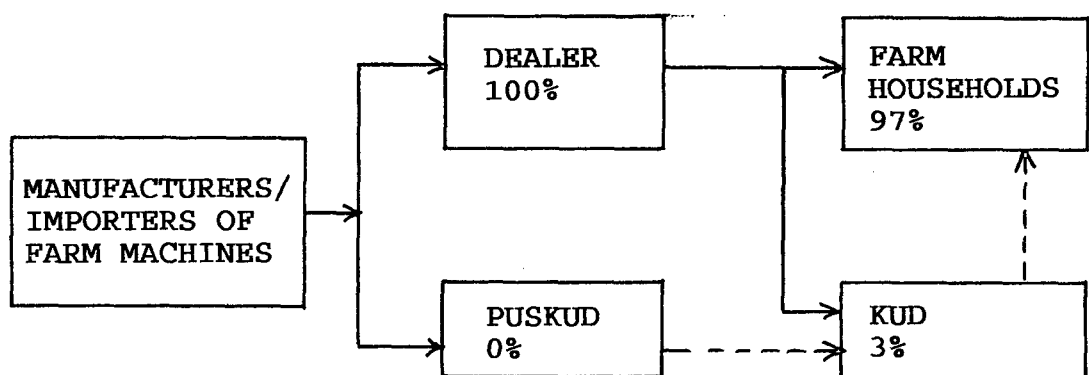 MANUFACTURERS/
IMPORTERS OF
FARM MACHINES
DEALER
100%
PUSKUD
0%
FARM
HOUSEHOLDS
97%
KUD
3%